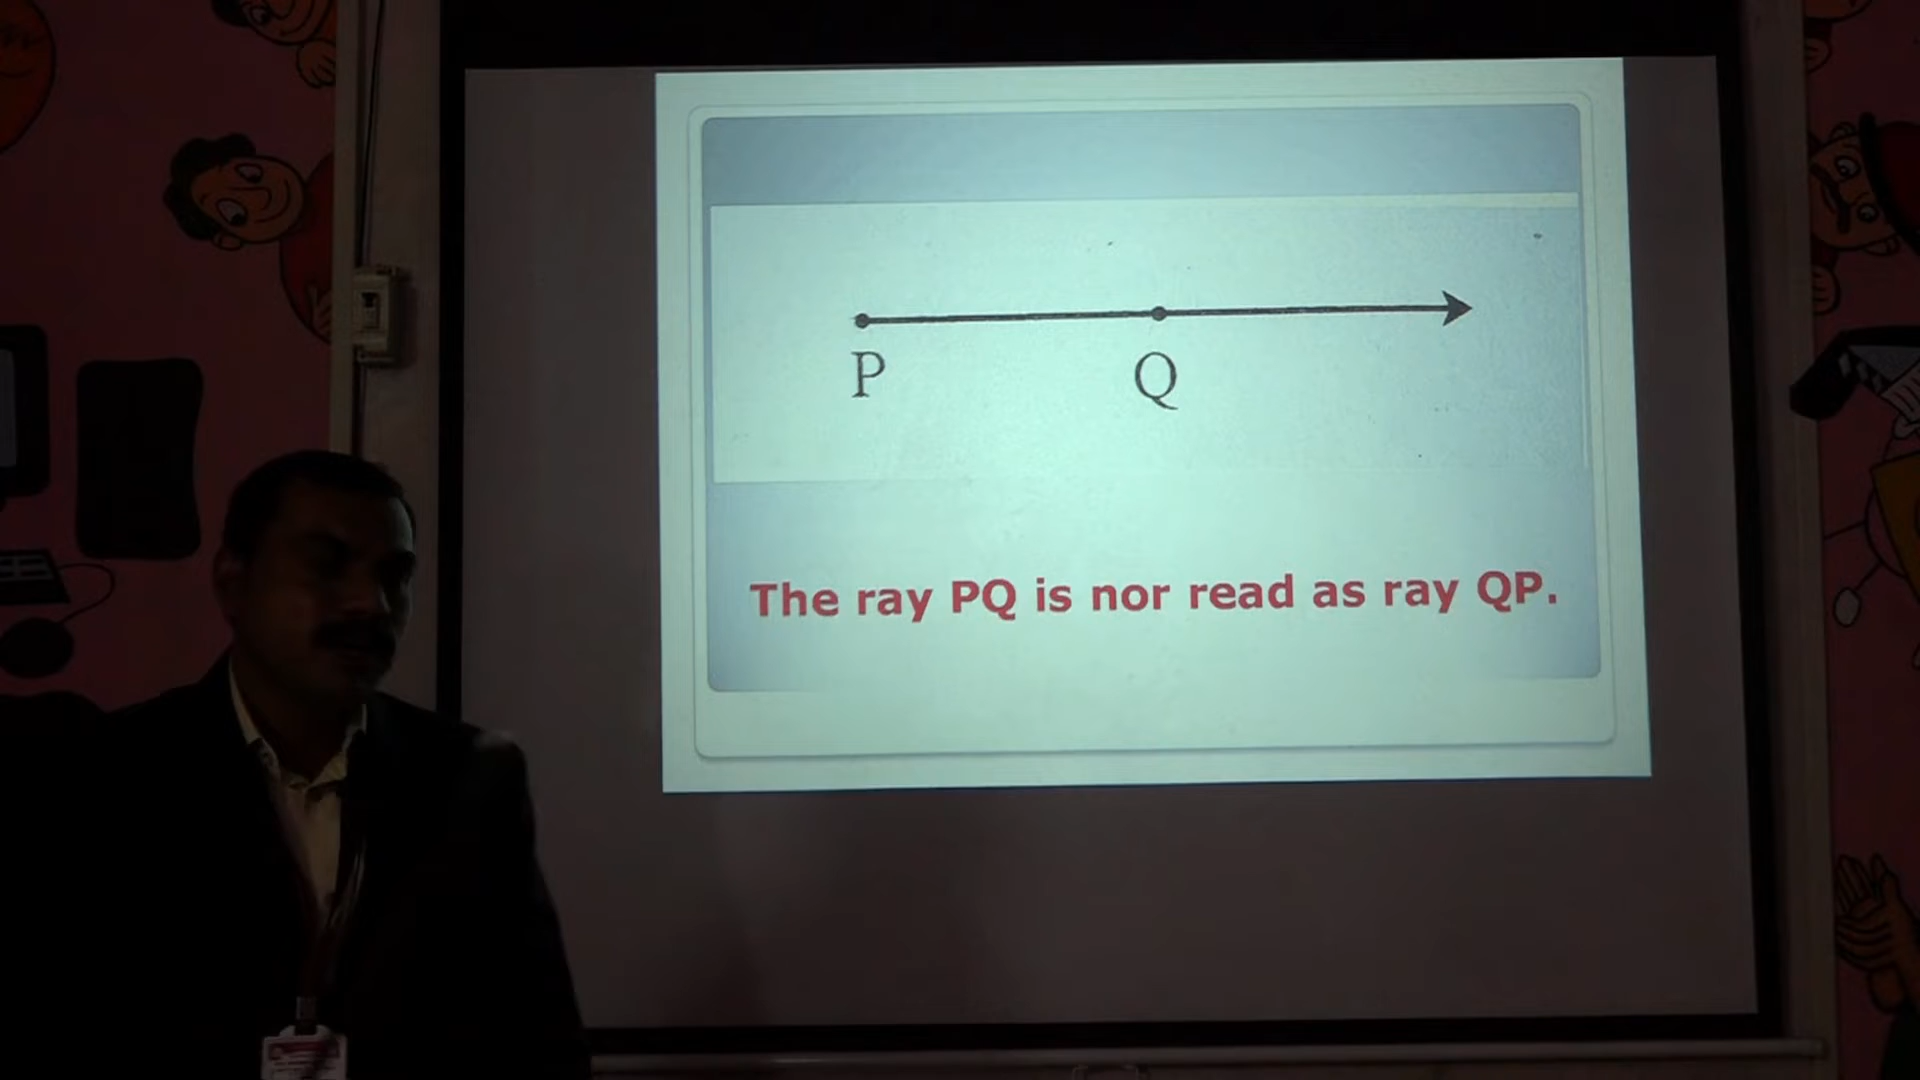 P Q
The ray PQ is nor read as ray QP.